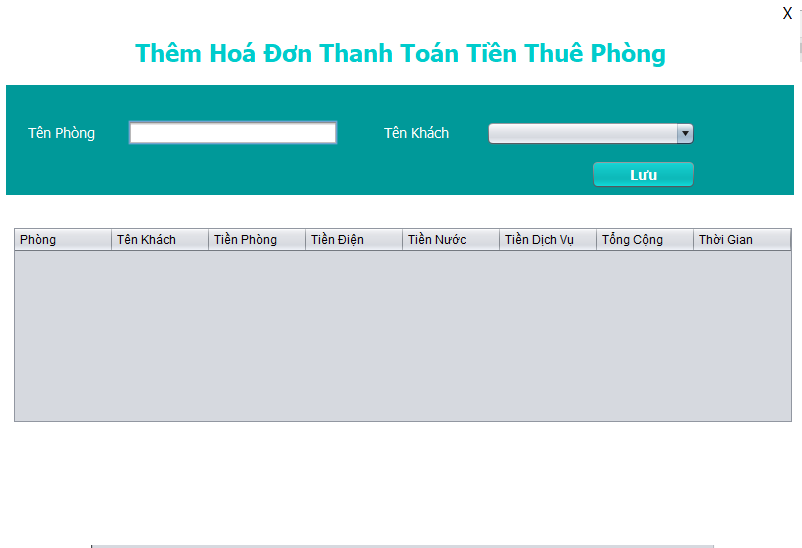 X
Thêm Hoá Đơn Thanh Toán Tiền Thuê Phòng
Tên Phòng Tên Khách
Lưu
Phòng Tên Khách Tiền Phòng Tiền Điện Tiền Nước Tiền Dịch Vụ Tổng Cộng Thời Gian